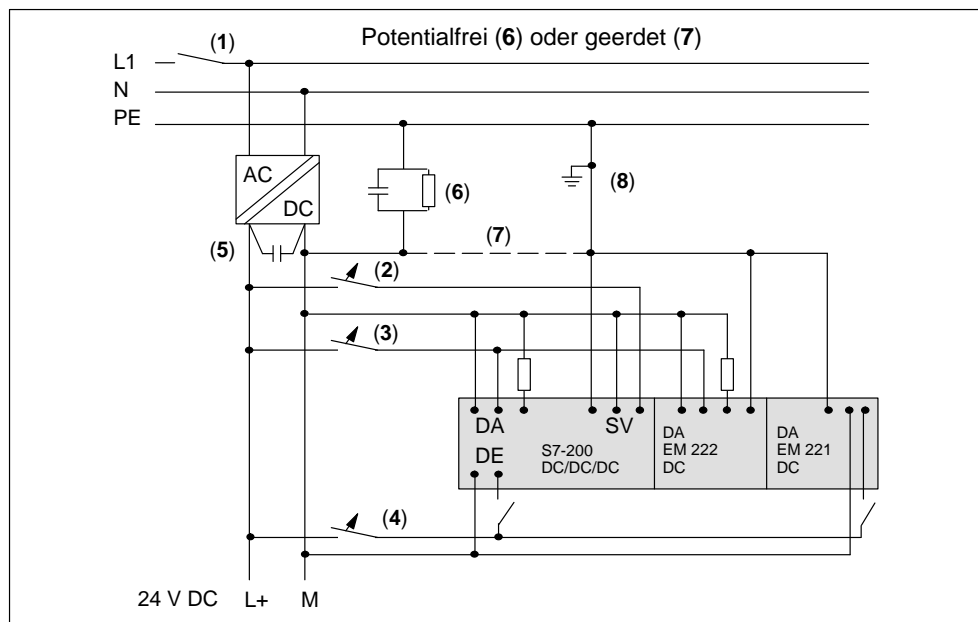 Potentialfrei (6) oder geerdet (7)
(1)
L1
N
PE
AC
DC
(6)
(8)
(5)
(7)
(2)
(3)
DA
SV
DE
S7-200
DC/DC/DC
DA
EM 222
DC
DA
EM 221
DC
(4)
24 V DC L+ M